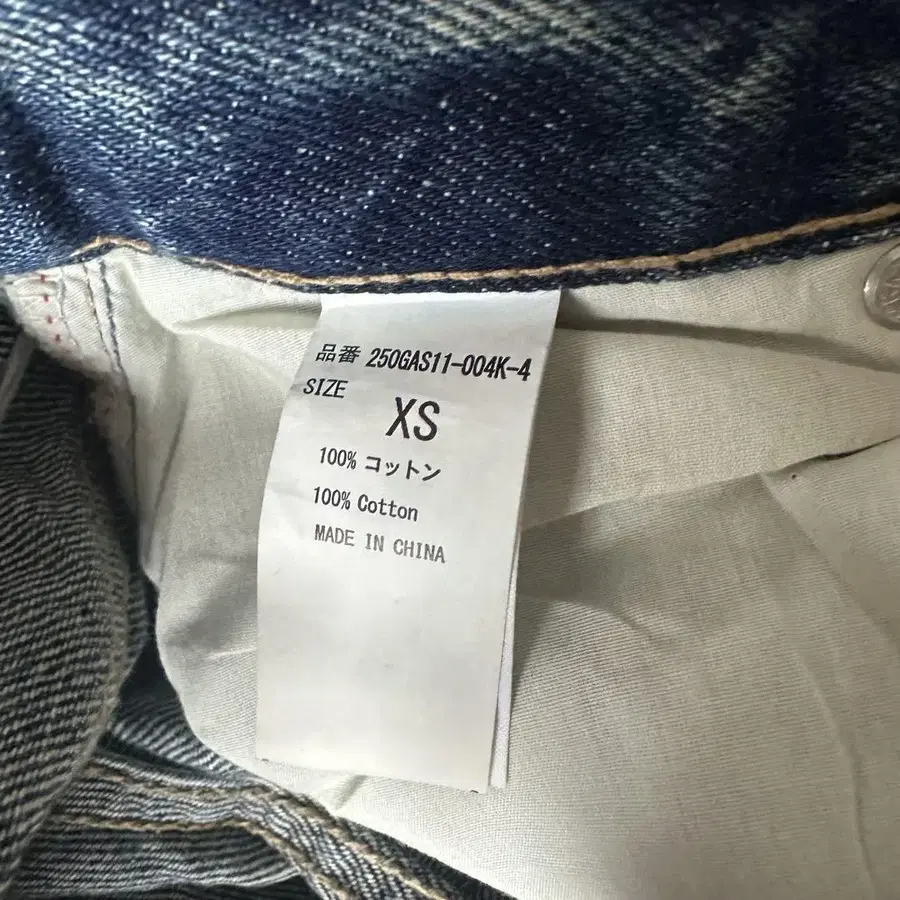 品番 250GAS11-004K-4
SIZE
XS
100% コットン
100% Cotton
MADE IN CHINA